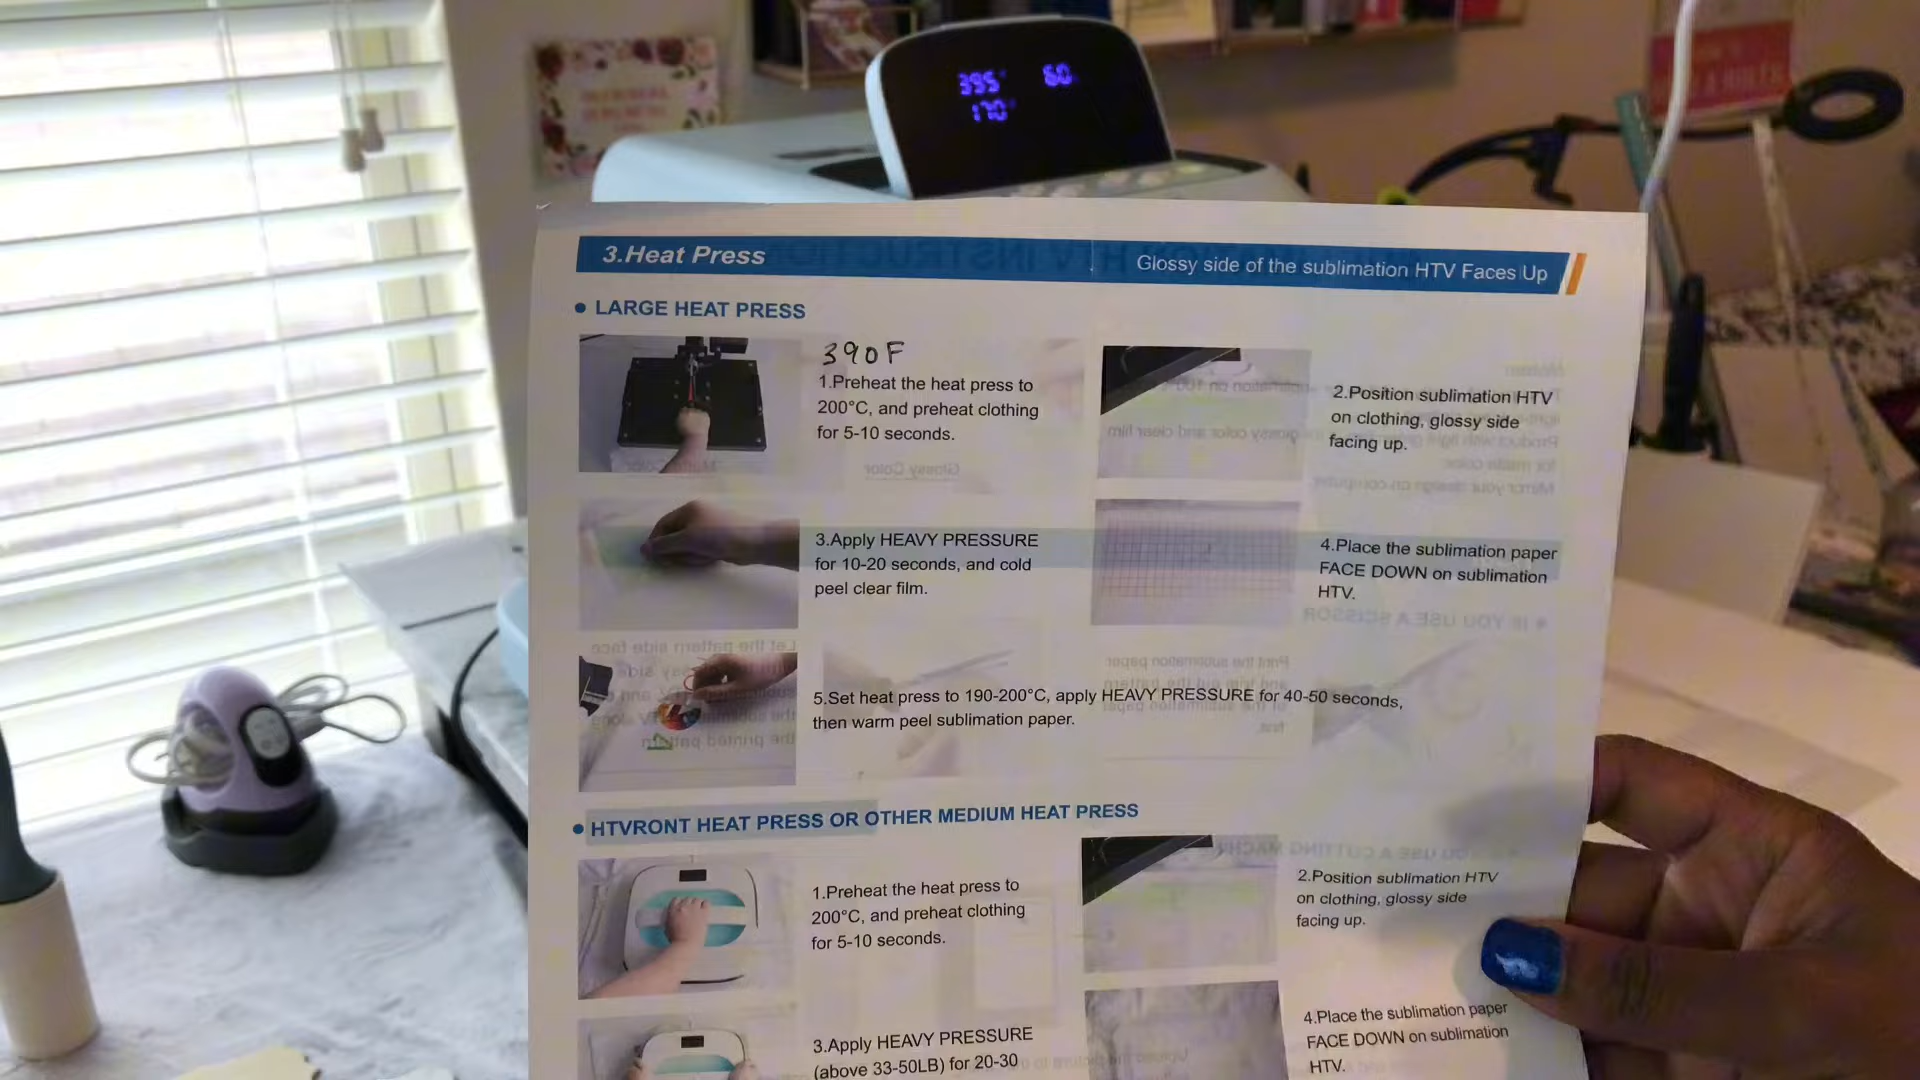 395° 60
170°
3.Heat Press
Glossy side of the sublimation HTV Faces Up
● LARGE HEAT PRESS
390F
1.Preheat the heat press to
200°C, and preheat clothing
for 5-10 seconds.
2.Position sublimation HTV
on clothing, glossy side
facing up.
3.Apply HEAVY PRESSURE
for 10-20 seconds, and cold
peel clear film.
4.Place the sublimation paper
FACE DOWN on sublimation
HTV.
5.Set heat press to 190-200°C, apply HEAVY PRESSURE for 40-50 seconds,
then warm peel sublimation paper.
● HTVRONT HEAT PRESS OR OTHER MEDIUM HEAT PRESS
1.Preheat the heat press to
200°C, and preheat clothing
for 5-10 seconds.
2.Position sublimation HTV
on clothing, glossy side
facing up.
3.Apply HEAVY PRESSURE
(above 33-50LB) for 20-30
4.Place the sublimation paper
FACE DOWN on sublimation
HTV.